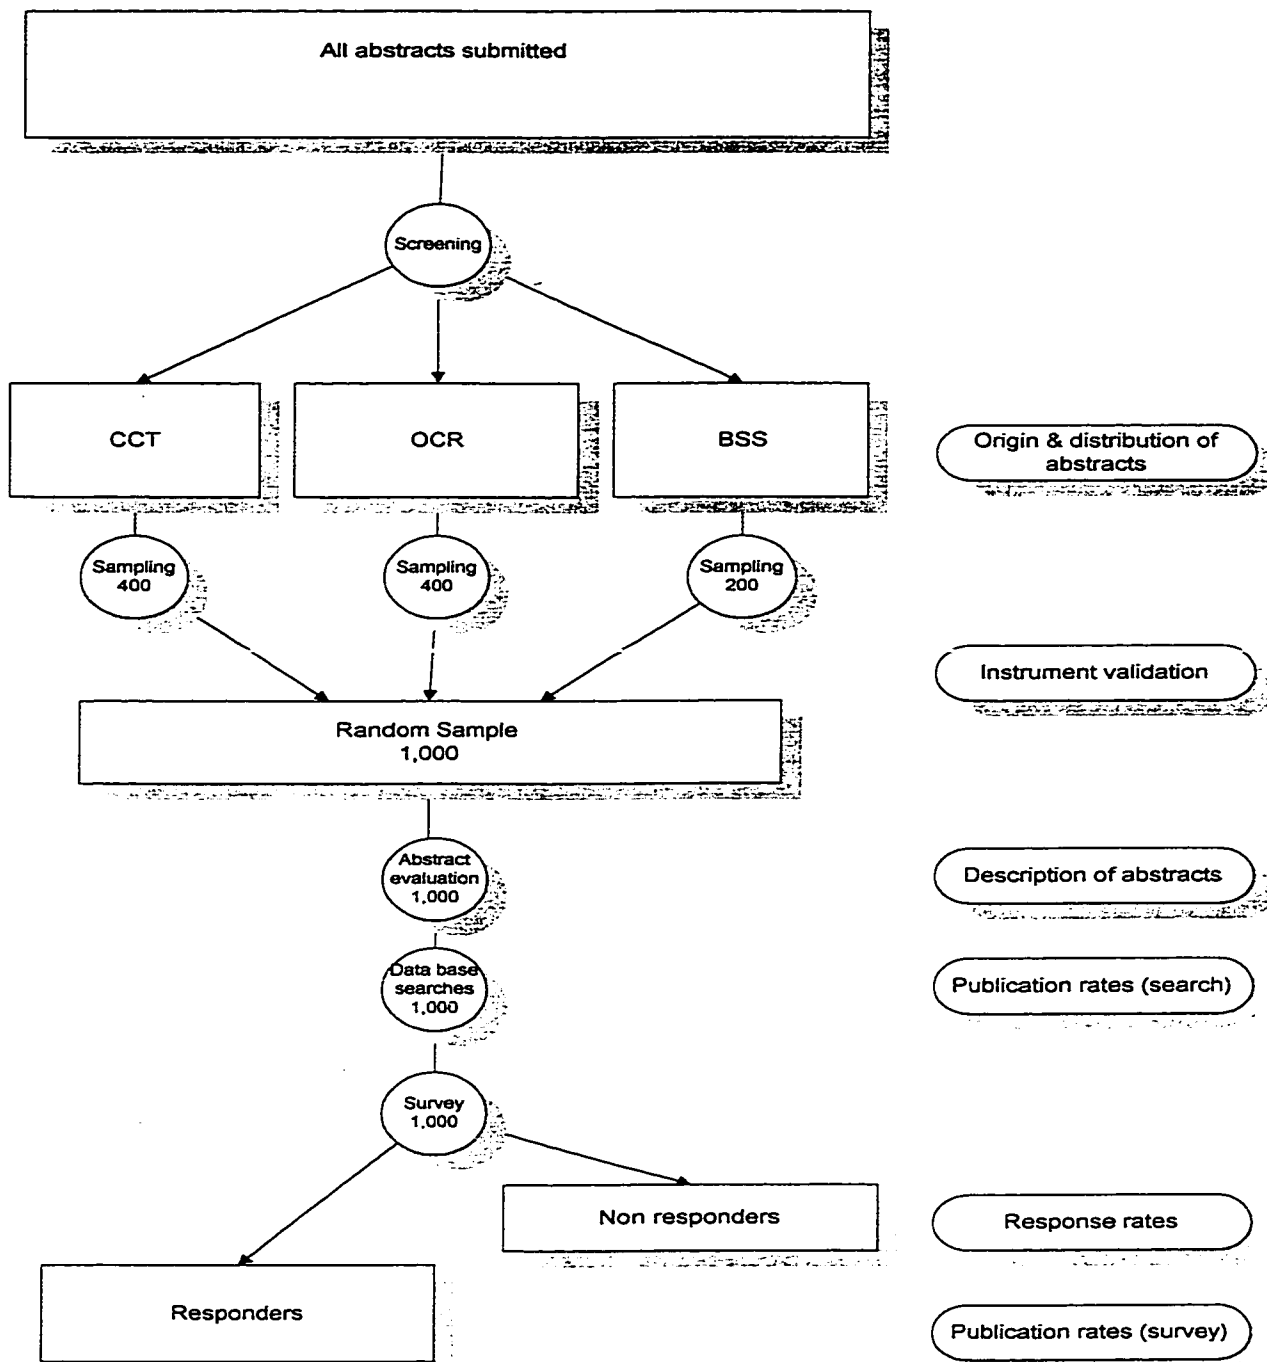 All abstracts submitted
Screening
CCT
OCR
BSS
Origin & distribution of
abstracts
Sampling
400
Sampling
400
Sampling
200
Instrument validation
Random Sample
1,000
Abstract
evaluation
1,000
Description of abstracts
Data base
searches
1,000
Publication rates (search)
Survey
1,000
Non responders
Response rates
Responders
Publication rates (survey)